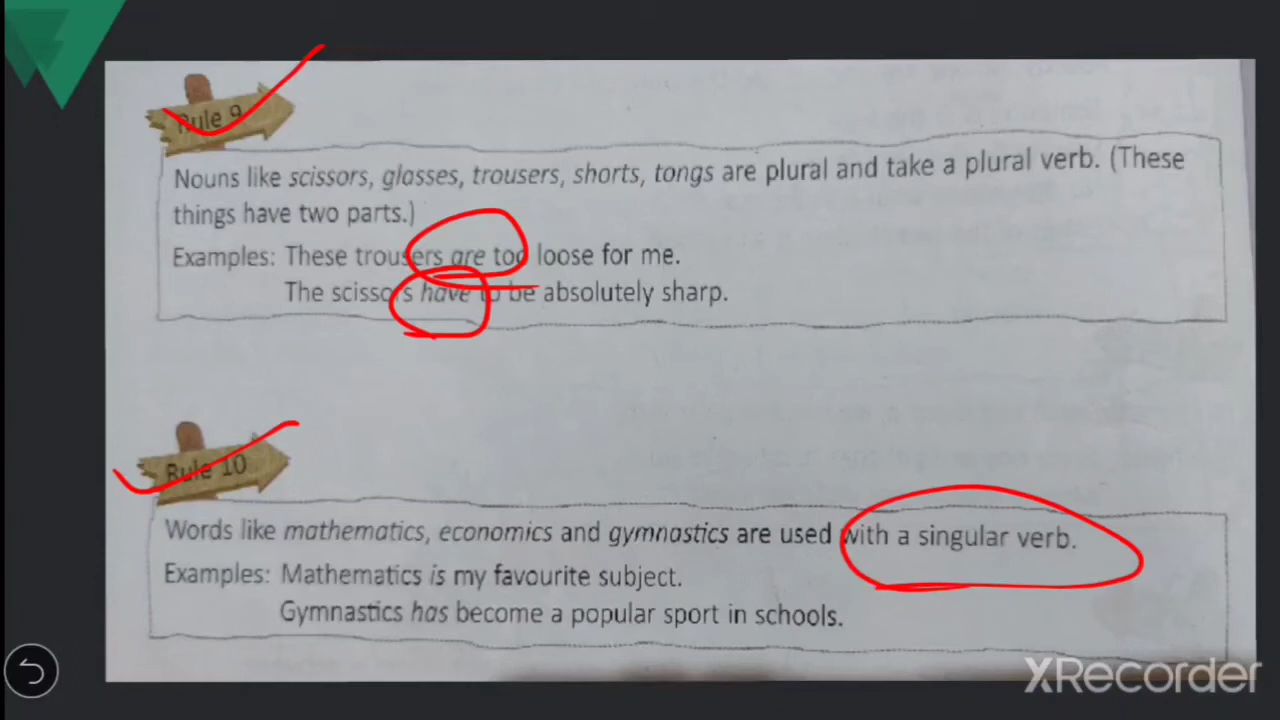 Rule 9
Nouns like scissors, glasses, trousers, shorts, tongs are plural and take a plural verb. (These
things have two parts.)
Examples: These trousers are too loose for me.
The scissors have to be absolutely sharp.
Rule 10
Words like mathematics, economics and gymnastics are used with a singular verb.
Examples: Mathematics is my favourite subject.
Gymnastics has become a popular sport in schools.
XRecorder